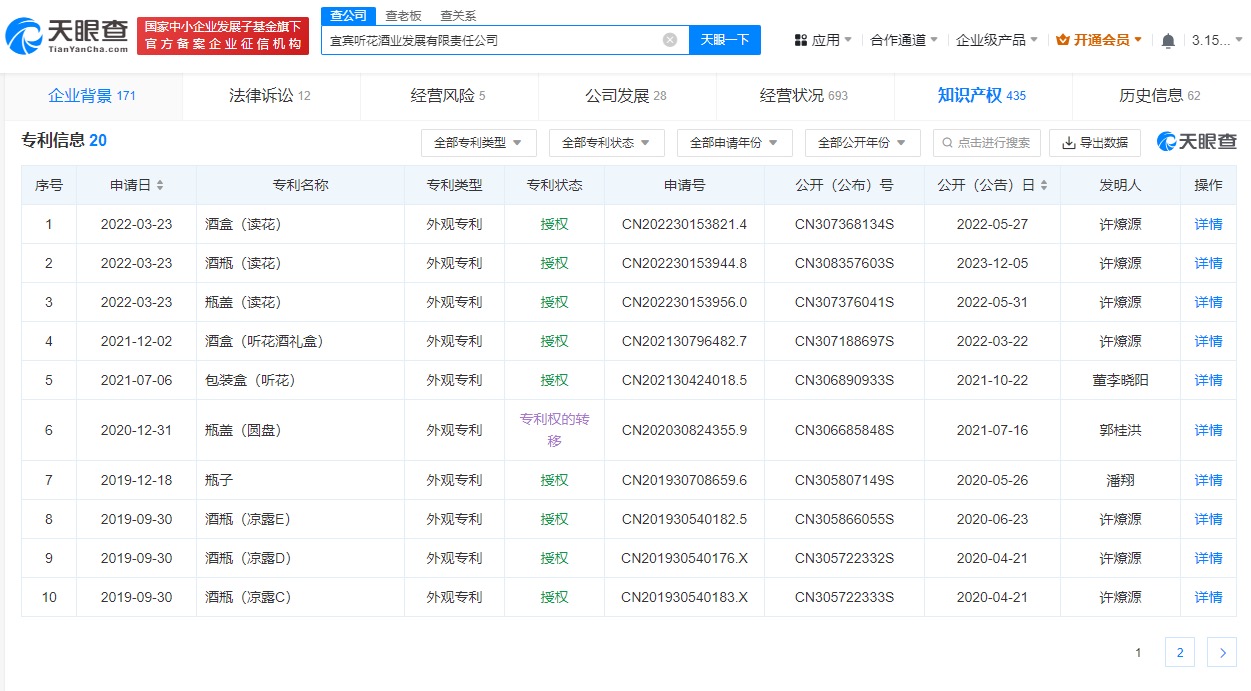 天眼查
TianYanCha.com
国家中小企业发展子基金旗下
官方备案企业征信机构
查公司 查老板 查关系
宜宾听花酒业发展有限责任公司 天眼一下
应用 合作通道 企业级产品 开通会员 3.15...
企业背景 171 法律诉讼 12 经营风险 5 公司发展 28 经营状况 693 知识产权 435 历史信息 62
专利信息 20 全部专利类型 全部专利状态 全部申请年份 全部公开年份 点击进行搜索 导出数据 天眼查
序号 申请日 专利名称 专利类型 专利状态 申请号 公开（公布）号 公开（公告）日 发明人 操作
1 2022-03-23 酒盒（读花） 外观专利 授权 CN202230153821.4 CN307368134S 2022-05-27 许燎源 详情
2 2022-03-23 酒瓶（读花） 外观专利 授权 CN202230153944.8 CN308357603S 2023-12-05 许燎源 详情
3 2022-03-23 瓶盖（读花） 外观专利 授权 CN202230153956.0 CN307376041S 2022-05-31 许燎源 详情
4 2021-12-02 酒盒（听花酒礼盒） 外观专利 授权 CN202130796482.7 CN307188697S 2022-03-22 许燎源 详情
5 2021-07-06 包装盒（听花） 外观专利 授权 CN202130424018.5 CN306890933S 2021-10-22 董李晓阳 详情
6 2020-12-31 瓶盖（圆盘） 外观专利 专利权的转移 CN202030824355.9 CN306685848S 2021-07-16 郭桂洪 详情
7 2019-12-18 瓶子 外观专利 授权 CN201930708659.6 CN305807149S 2020-05-26 潘翔 详情
8 2019-09-30 酒瓶（凉露E） 外观专利 授权 CN201930540182.5 CN305866055S 2020-06-23 许燎源 详情
9 2019-09-30 酒瓶（凉露D） 外观专利 授权 CN201930540176.X CN305722332S 2020-04-21 许燎源 详情
10 2019-09-30 酒瓶（凉露C） 外观专利 授权 CN201930540183.X CN305722333S 2020-04-21 许燎源 详情
1 2 >